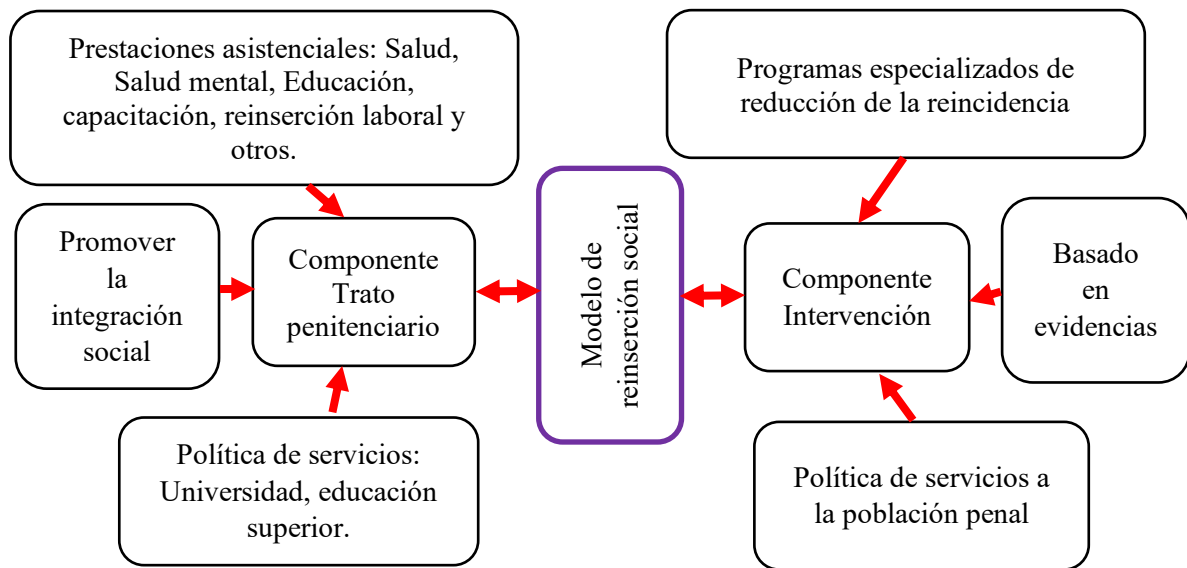 Prestaciones asistenciales: Salud,
Salud mental, Educación,
capacitación, reinserción laboral y
otros.
Programas especializados de
reducción de la reincidencia
Promover
la
integración
social
Componente
Trato
penitenciario
Modelo de
reinserción social
Componente
Intervención
Basado
en
evidencias
Política de servicios:
Universidad, educación
superior.
Política de servicios a
la población penal